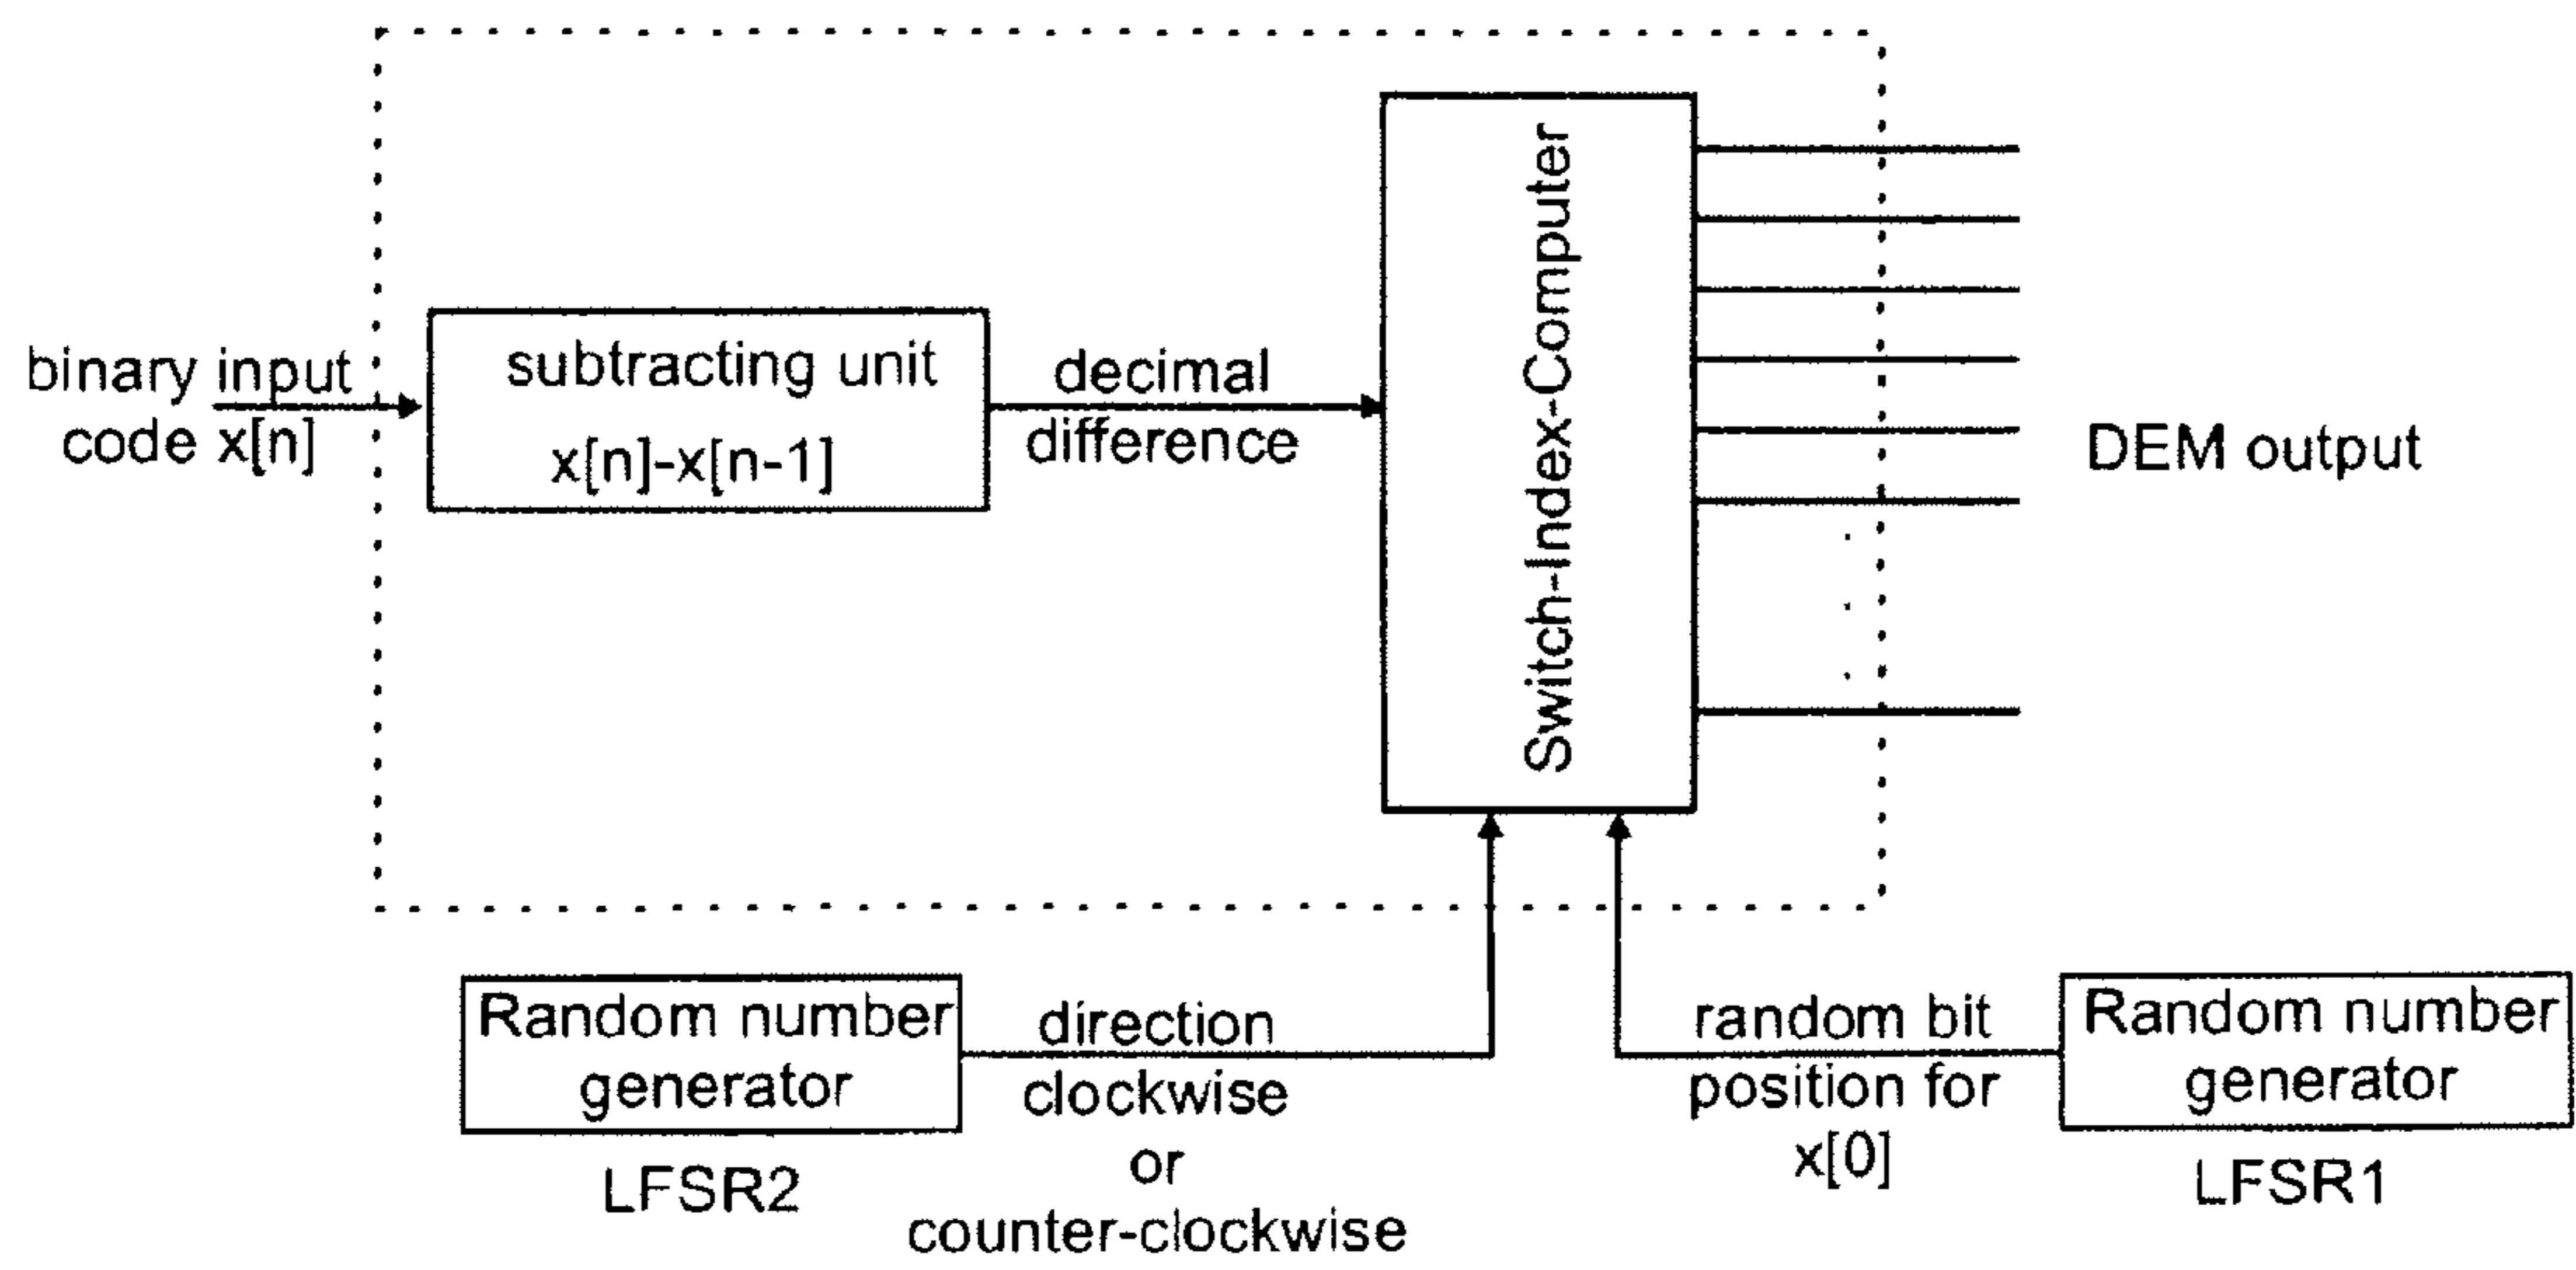 binary input
code x[n]
subtracting unit
x[n]-x[n-1]
decimal
difference
Switch-Index-Computer
DEM output
Random number
generator
LFSR2
direction
clockwise
or
counter-clockwise
random bit
position for
x[0]
Random number
generator
LFSR1